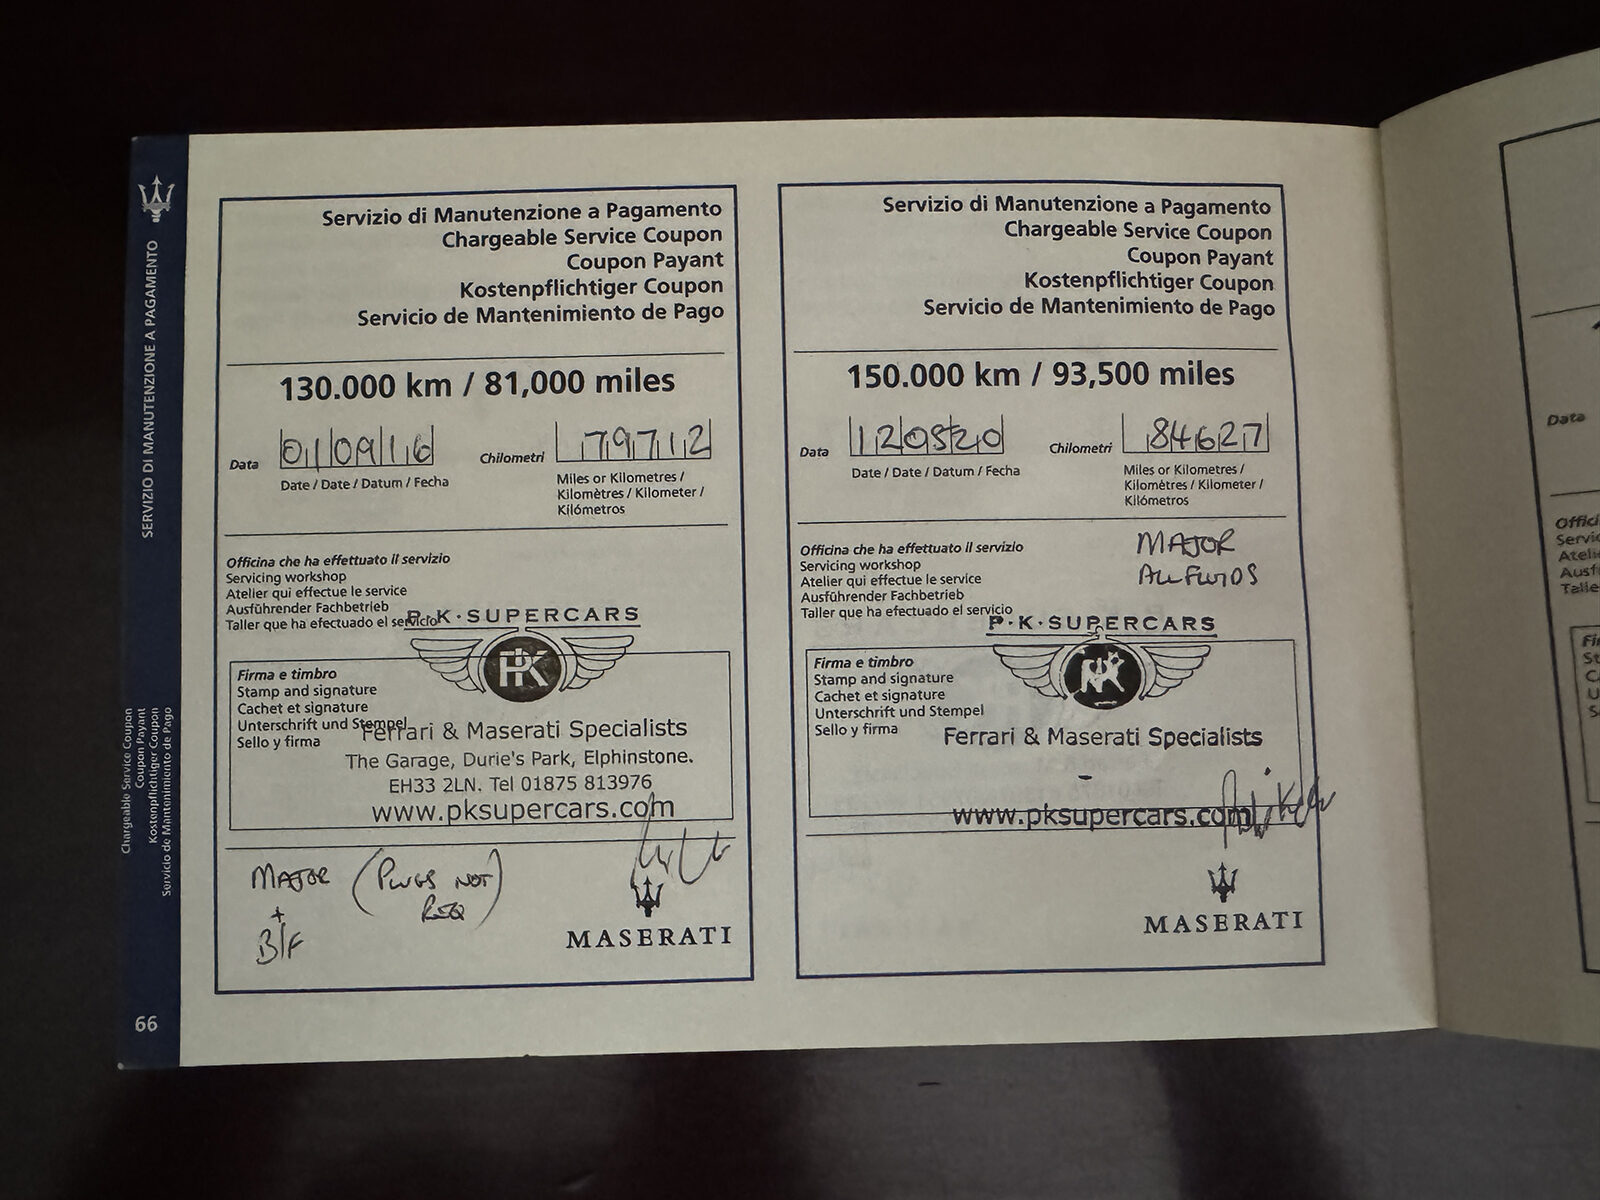 SERVIZIO DI MANUTENZIONE A PAGAMENTO
Chargeable Service Coupon
Coupon Payant
Kostenpflichtiger Coupon
Servicio de Mantenimiento de Pago
66
Servizio di Manutenzione a Pagamento
Chargeable Service Coupon
Coupon Payant
Kostenpflichtiger Coupon
Servicio de Mantenimiento de Pago
130.000 km / 81,000 miles
Data 01/09/16 Chilometri 79712
Date / Date / Datum / Fecha
Miles or Kilometres /
Kilomètres / Kilometer /
Kilómetros
Officina che ha effettuato il servizio
Servicing workshop
Atelier qui effectue le service
Ausführender Fachbetrieb
Taller que ha efectuado el servicio
P·K·SUPERCARS
PK
Firma e timbro
Stamp and signature
Cachet et signature
Unterschrift und Stempel
Sello y firma
Ferrari & Maserati Specialists
The Garage, Durie's Park, Elphinstone.
EH33 2LN. Tel 01875 813976
www.pksupercars.com
MAJOR (PLUGS NOT
REQ)
+
B/F
MASERATI
Servizio di Manutenzione a Pagamento
Chargeable Service Coupon
Coupon Payant
Kostenpflichtiger Coupon
Servicio de Mantenimiento de Pago
150.000 km / 93,500 miles
Data 120520 Chilometri 84627
Date / Date / Datum / Fecha
Miles or Kilometres /
Kilomètres / Kilometer /
Kilómetros
MAJOR
ALL FLUIDS
Officina che ha effettuato il servizio
Servicing workshop
Atelier qui effectue le service
Ausführender Fachbetrieb
Taller que ha efectuado el servicio
P·K·SUPERCARS
PK
Firma e timbro
Stamp and signature
Cachet et signature
Unterschrift und Stempel
Sello y firma
Ferrari & Maserati Specialists
www.pksupercars.com
MASERATI
Data